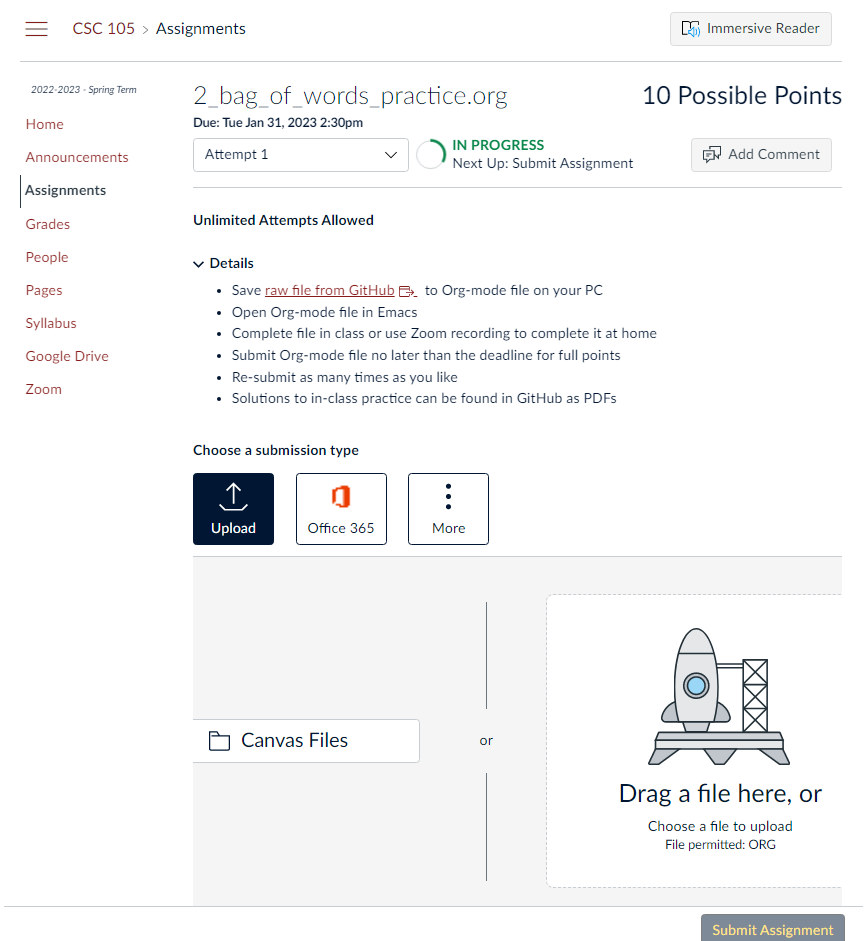 CSC 105 > Assignments
Immersive Reader
2022-2023 - Spring Term
Home
Announcements
Assignments
Grades
People
Pages
Syllabus
Google Drive
Zoom
2_bag_of_words_practice.org
10 Possible Points
Due: Tue Jan 31, 2023 2:30pm
Attempt 1
IN PROGRESS
Next Up: Submit Assignment
Add Comment
Unlimited Attempts Allowed
Details
• Save raw file from GitHub to Org-mode file on your PC
• Open Org-mode file in Emacs
• Complete file in class or use Zoom recording to complete it at home
• Submit Org-mode file no later than the deadline for full points
• Re-submit as many times as you like
• Solutions to in-class practice can be found in GitHub as PDFs
Choose a submission type
Upload
Office 365
More
Canvas Files
or
Drag a file here, or
Choose a file to upload
File permitted: ORG
Submit Assignment